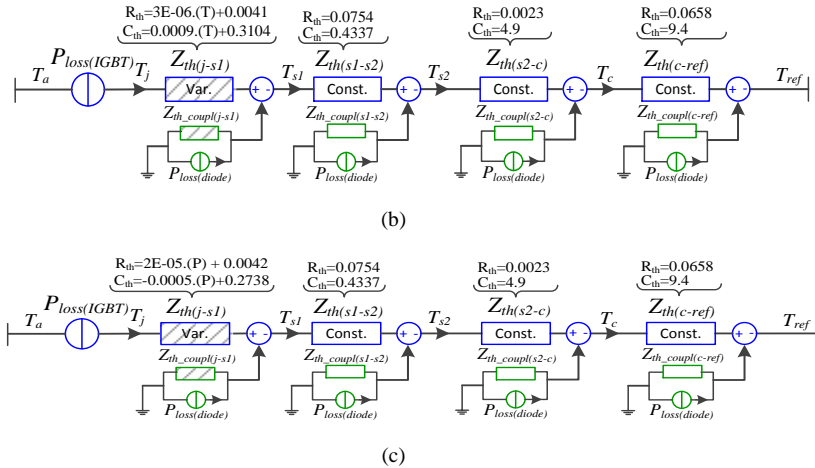 Rth=3E-06.(T)+0.0041
Cth=0.0009.(T)+0.3104
Rth=0.0754
Cth=0.4337
Rth=0.0023
Cth=4.9
Rth=0.0658
Cth=9.4
Ta
Ploss(IGBT)
Tj
Zth(j-s1)
Var.
+ -
Ts1
Zth(s1-s2)
Const.
+ -
Ts2
Zth(s2-c)
Const.
+ -
Tc
Zth(c-ref)
Const.
+ -
Tref
Zth_coupl(j-s1)
Ploss(diode)
Zth_coupl(s1-s2)
Ploss(diode)
Zth_coupl(s2-c)
Ploss(diode)
Zth_coupl(c-ref)
Ploss(diode)
(b)
Rth=2E-05.(P) + 0.0042
Cth=-0.0005.(P)+0.2738
Rth=0.0754
Cth=0.4337
Rth=0.0023
Cth=4.9
Rth=0.0658
Cth=9.4
Ta
Ploss(IGBT)
Tj
Zth(j-s1)
Var.
+ -
Ts1
Zth(s1-s2)
Const.
+ -
Ts2
Zth(s2-c)
Const.
+ -
Tc
Zth(c-ref)
Const.
+ -
Tref
Zth_coupl(j-s1)
Ploss(diode)
Zth_coupl(s1-s2)
Ploss(diode)
Zth_coupl(s2-c)
Ploss(diode)
Zth_coupl(c-ref)
Ploss(diode)
(c)